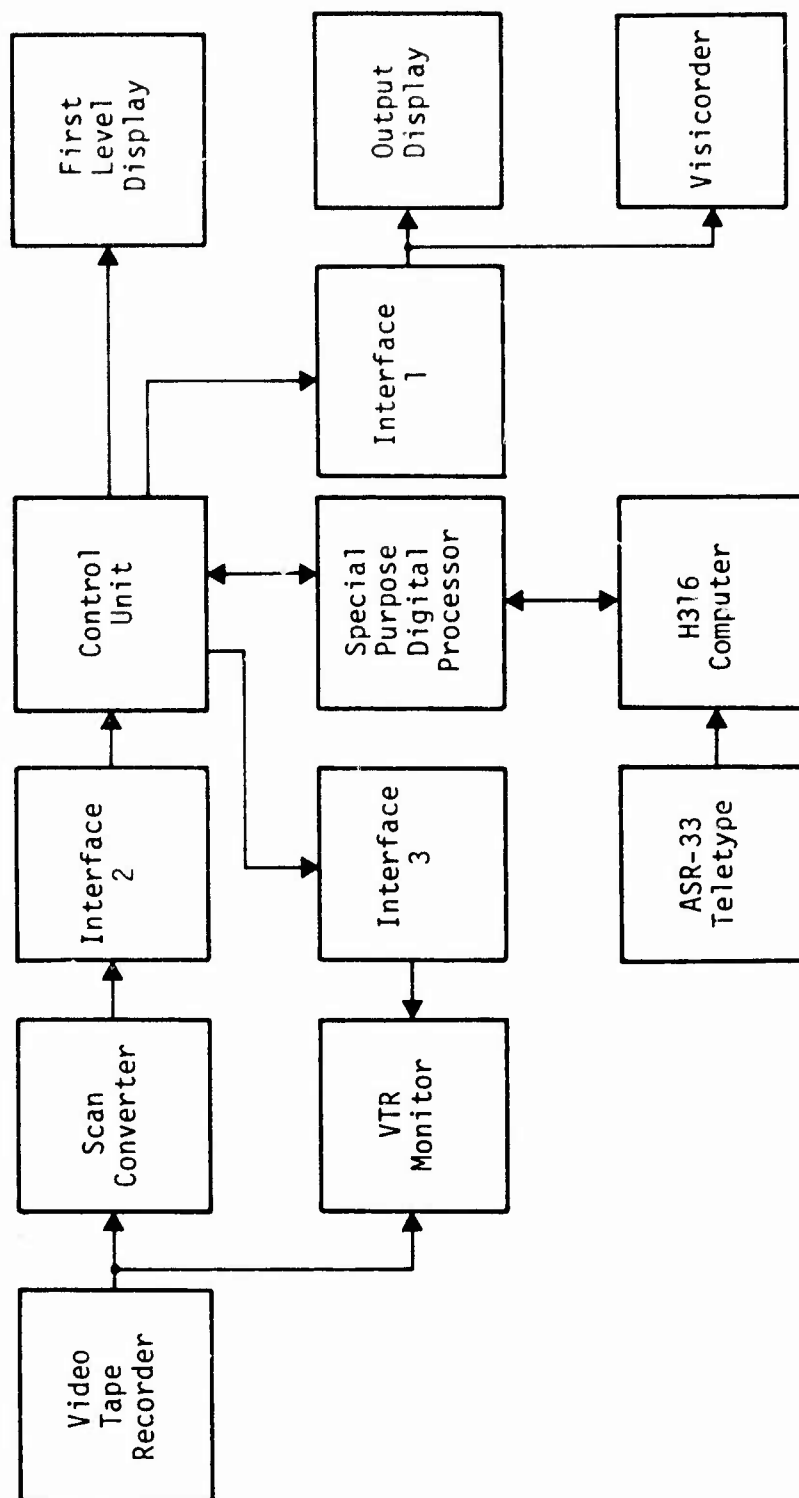 Video
Tape
Recorder
Scan
Converter
Interface
2
Control
Unit
First
Level
Display
VTR
Monitor
Interface
3
Special
Purpose
Digital
Processor
Interface
1
Output
Display
ASR-33
Teletype
H316
Computer
Visicorder